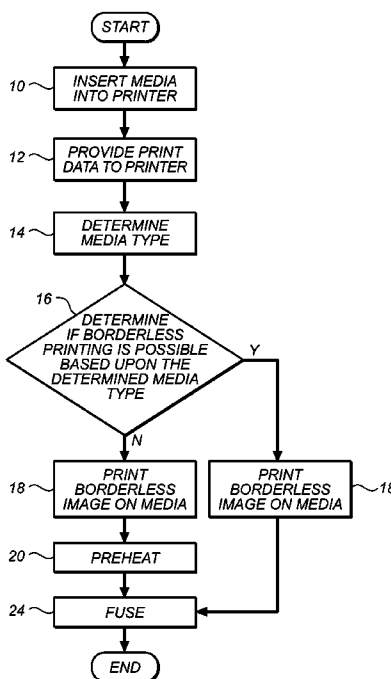 START
10
INSERT MEDIA
INTO PRINTER
12
PROVIDE PRINT
DATA TO PRINTER
14
DETERMINE
MEDIA TYPE
16
DETERMINE
IF BORDERLESS
PRINTING IS POSSIBLE
BASED UPON THE
DETERMINED MEDIA
TYPE
Y
N
18
PRINT
BORDERLESS
IMAGE ON MEDIA
PRINT
BORDERLESS
IMAGE ON MEDIA
18
20
PREHEAT
24
FUSE
END